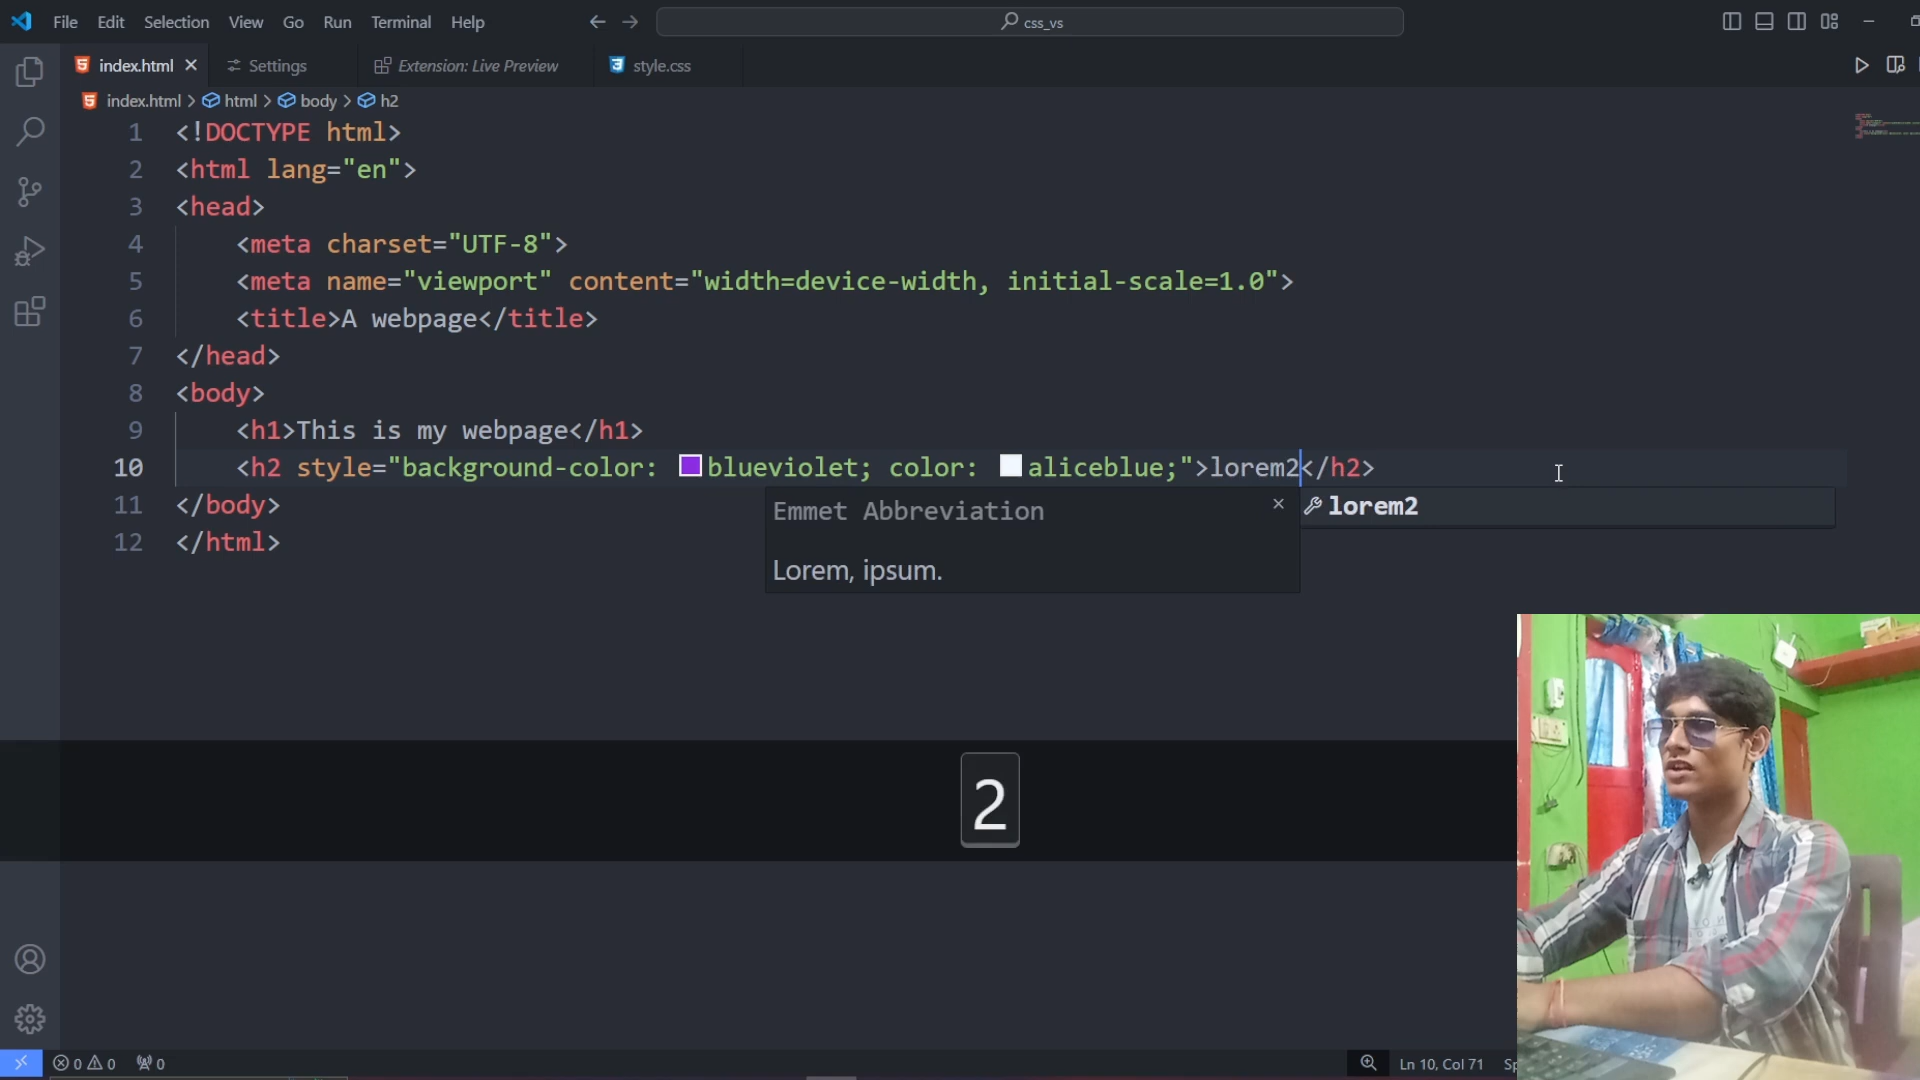 File Edit Selection View Go Run Terminal Help css_vs
index.html Settings Extension: Live Preview style.css
index.html > html > body > h2
1 <!DOCTYPE html>
2 <html lang="en">
3 <head>
4 <meta charset="UTF-8">
5 <meta name="viewport" content="width=device-width, initial-scale=1.0">
6 <title>A webpage</title>
7 </head>
8 <body>
9 <h1>This is my webpage</h1>
10 <h2 style="background-color: blueviolet; color: aliceblue;">lorem2</h2>
11 </body>
12 </html>
Emmet Abbreviation
lorem2
Lorem, ipsum.
2
0 0 0 Ln 10, Col 71